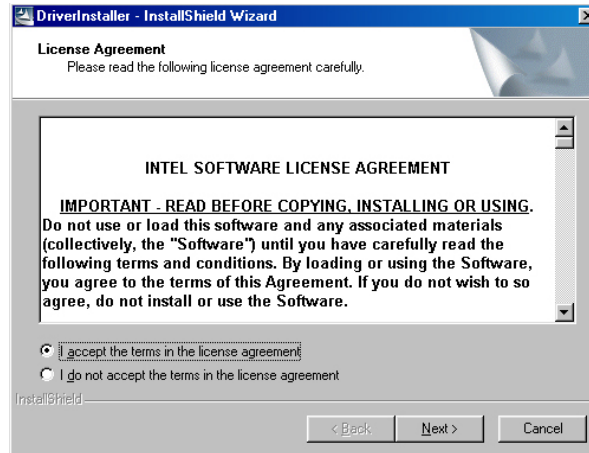 DriverInstaller - InstallShield Wizard
License Agreement
Please read the following license agreement carefully.
INTEL SOFTWARE LICENSE AGREEMENT
IMPORTANT - READ BEFORE COPYING, INSTALLING OR USING.
Do not use or load this software and any associated materials
(collectively, the "Software") until you have carefully read the
following terms and conditions. By loading or using the Software,
you agree to the terms of this Agreement. If you do not wish to so
agree, do not install or use the Software.
I accept the terms in the license agreement
I do not accept the terms in the license agreement
InstallShield
< Back Next > Cancel